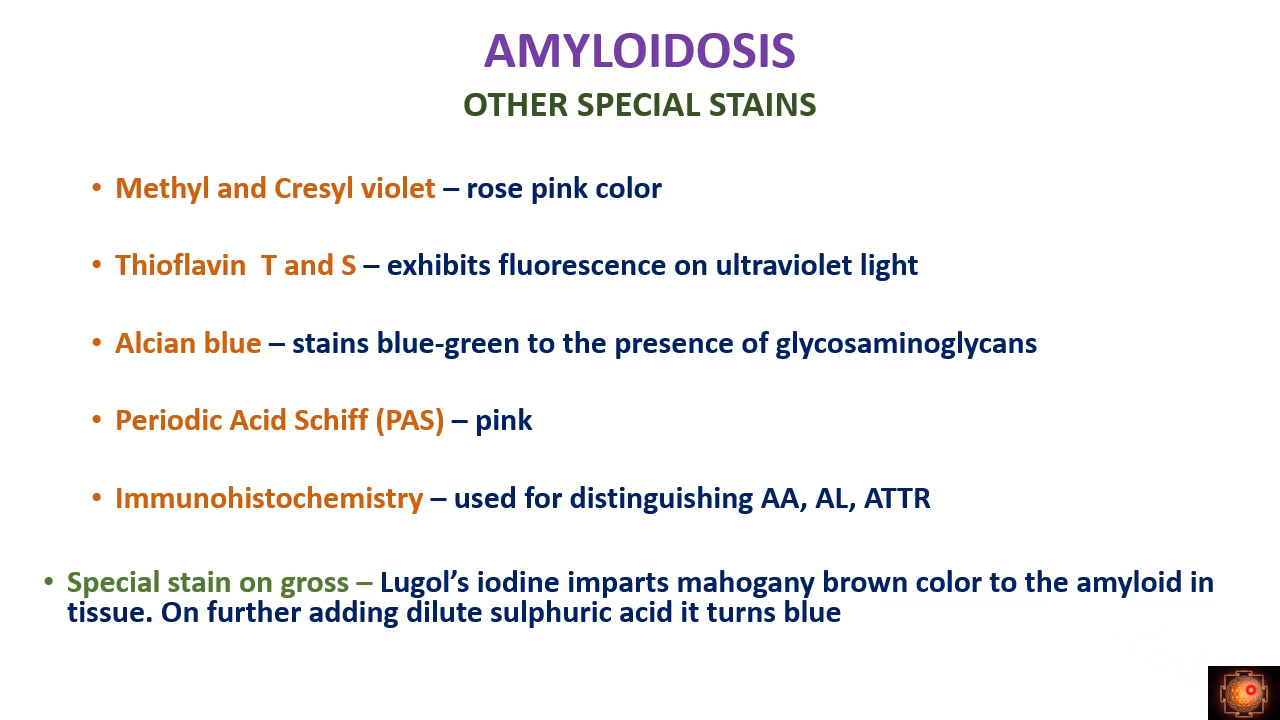 AMYLOIDOSIS
OTHER SPECIAL STAINS
• Methyl and Cresyl violet – rose pink color
• Thioflavin  T and S – exhibits fluorescence on ultraviolet light
• Alcian blue – stains blue-green to the presence of glycosaminoglycans
• Periodic Acid Schiff (PAS) – pink
• Immunohistochemistry – used for distinguishing AA, AL, ATTR
• Special stain on gross – Lugol’s iodine imparts mahogany brown color to the amyloid in
tissue. On further adding dilute sulphuric acid it turns blue